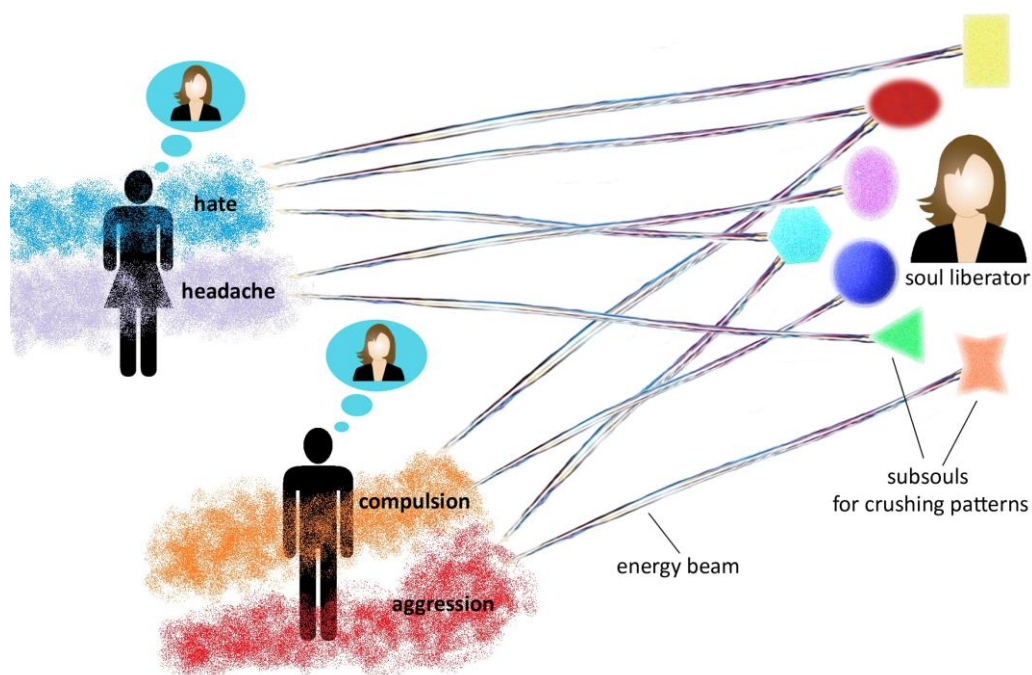 hate
headache
soul liberator
compulsion
aggression
subsouls
for crushing patterns
energy beam